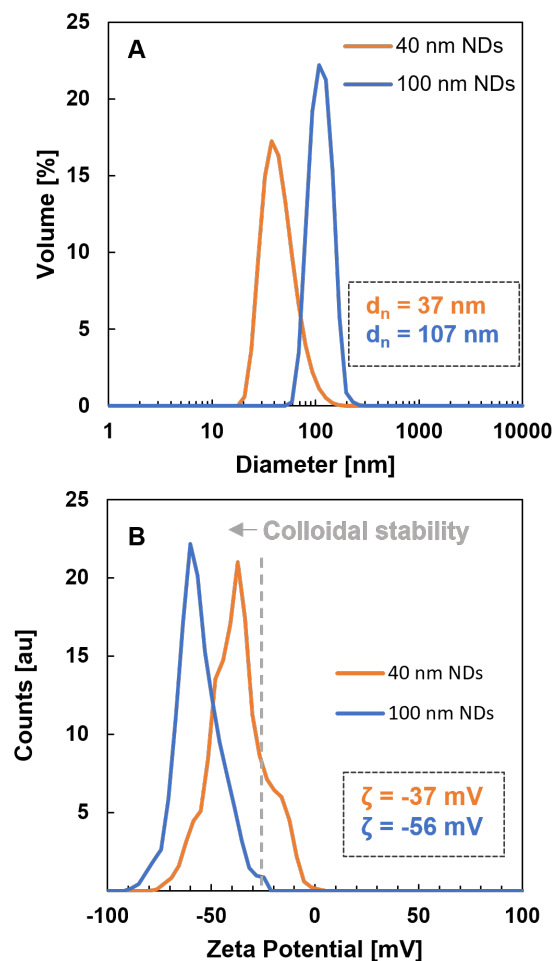 A
40 nm NDs
100 nm NDs
25
20
15
10
5
0
Volume [%]
dₙ = 37 nm
dₙ = 107 nm
1
10
100
1000
10000
Diameter [nm]
B
Colloidal stability
25
20
15
10
5
Counts [au]
40 nm NDs
100 nm NDs
ζ = -37 mV
ζ = -56 mV
-100
-50
0
50
100
Zeta Potential [mV]